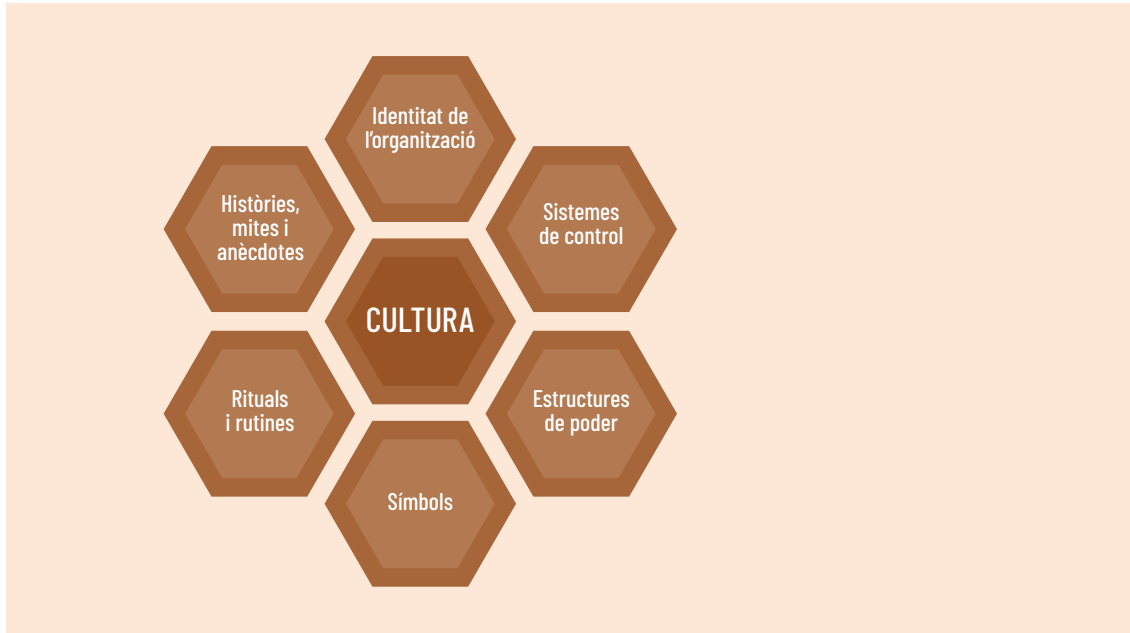 Identitat de
l'organització
Històries,
mites i
anècdotes
Sistemes
de control
CULTURA
Rituals
i rutines
Estructures
de poder
Símbols